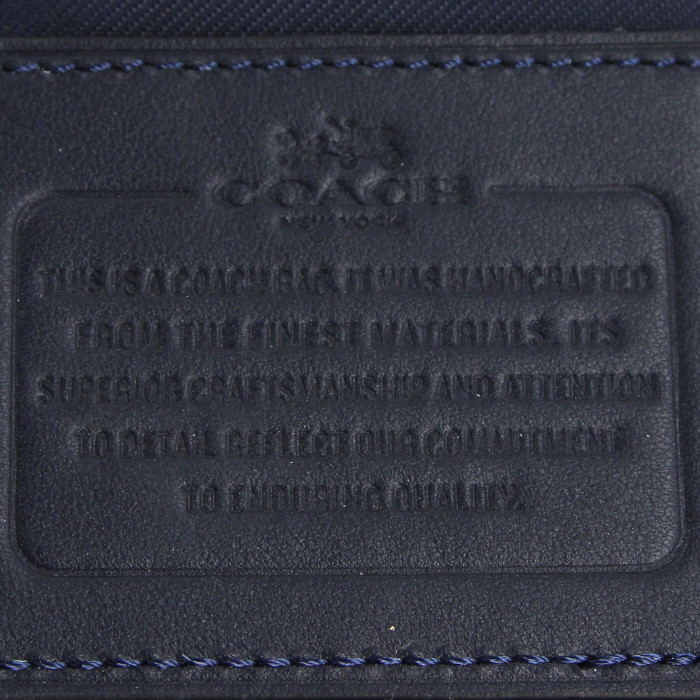 COACH
NEW YORK
THIS IS A COACH BAG. IT WAS HANDCRAFTED
FROM THE FINEST MATERIALS. ITS
SUPERIOR CRAFTSMANSHIP AND ATTENTION
TO DETAIL REFLECT OUR COMMITMENT
TO ENDURING QUALITY.